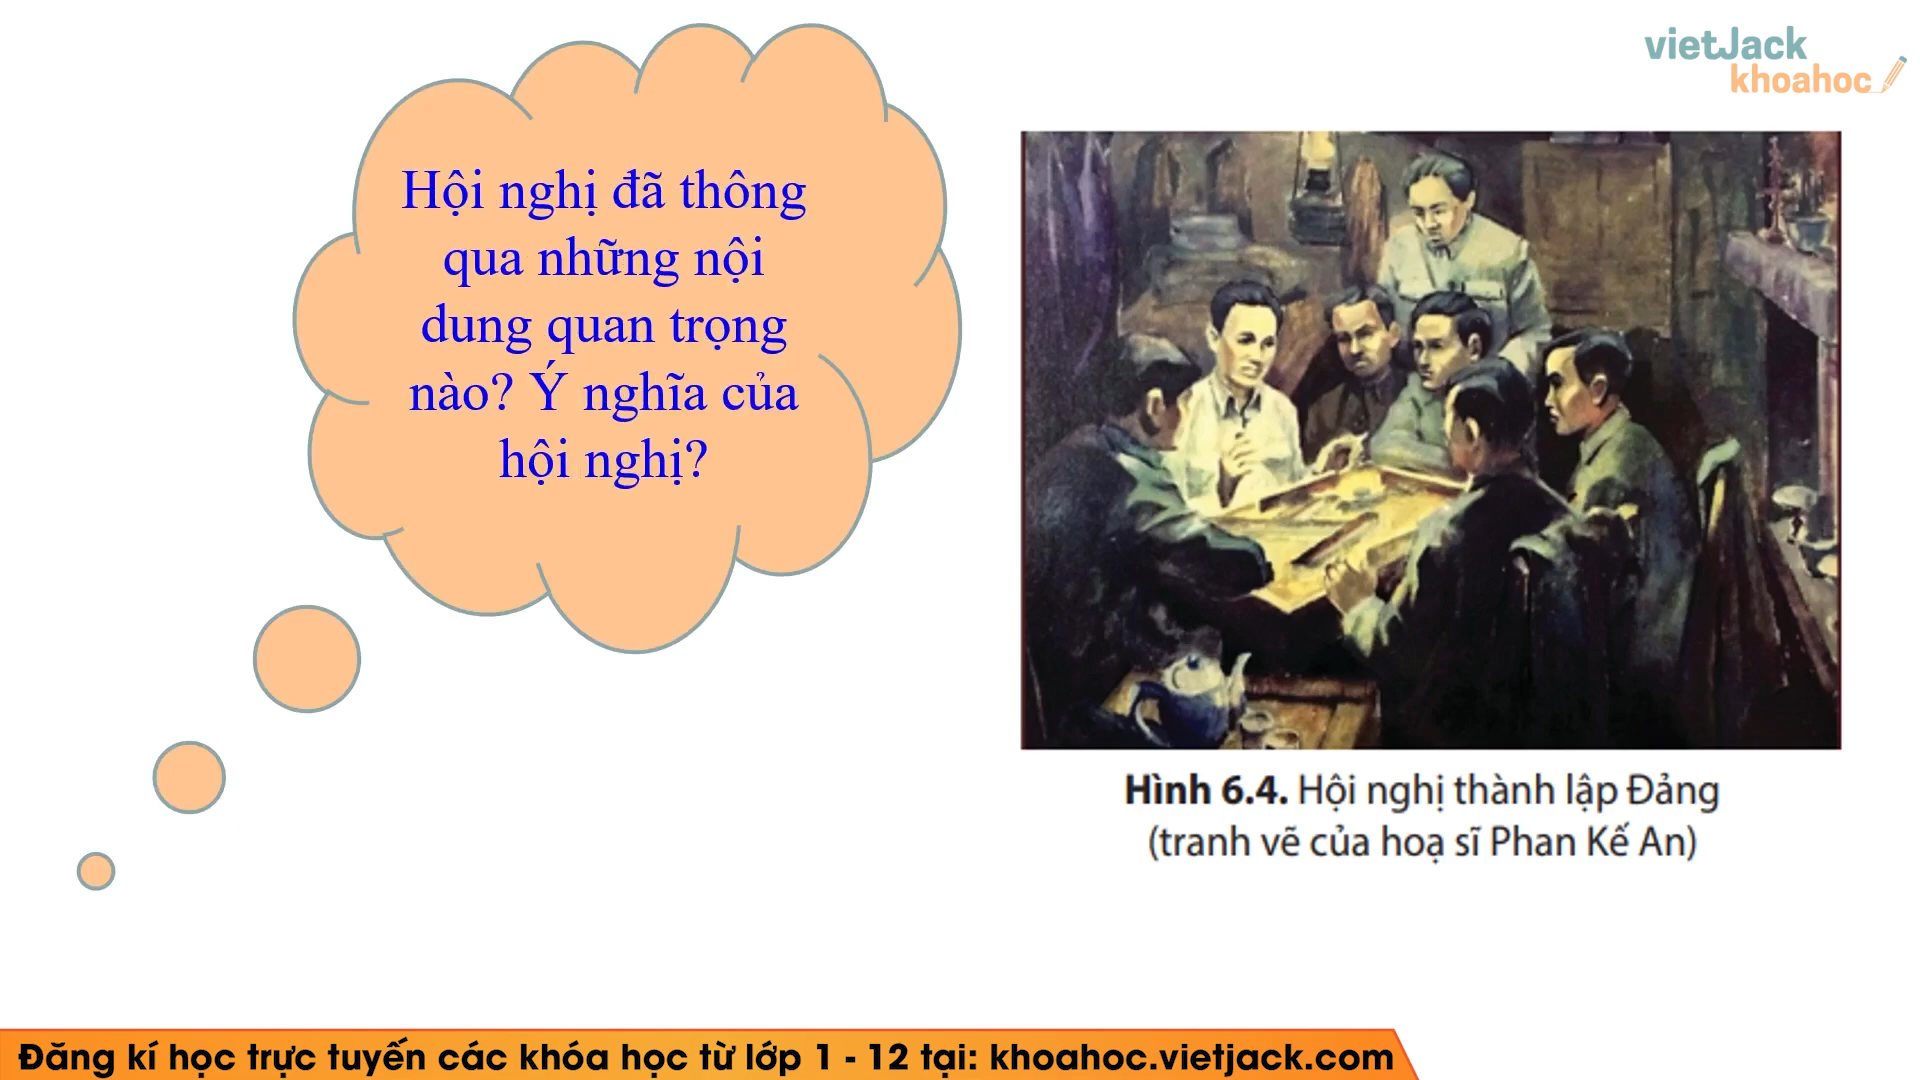 vietJack
khoahoc
Hội nghị đã thông
qua những nội
dung quan trọng
nào? Ý nghĩa của
hội nghị?
Hình 6.4. Hội nghị thành lập Đảng
(tranh vẽ của hoạ sĩ Phan Kế An)
Đăng kí học trực tuyến các khóa học từ lớp 1 - 12 tại: khoahoc.vietjack.com